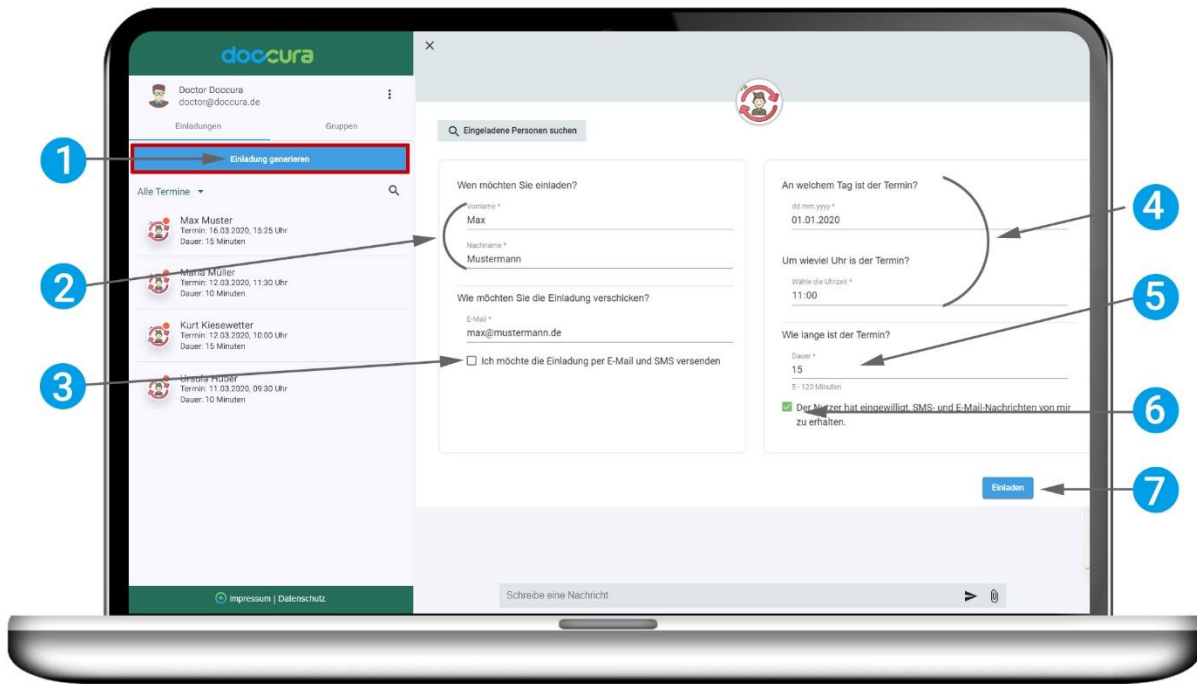 doccura
Doctor Doccura
doctor@doccura.de
Einladungen
Gruppen
Einladung generieren
Alle Termine
Max Muster
Termin: 16.03.2020, 15:25 Uhr
Dauer: 15 Minuten
Maria Müller
Termin: 12.03.2020, 11:30 Uhr
Dauer: 10 Minuten
Kurt Kiesewetter
Termin: 12.03.2020, 10:00 Uhr
Dauer: 15 Minuten
Ursula Huber
Termin: 11.03.2020, 09:30 Uhr
Dauer: 10 Minuten
Impressum | Datenschutz
Eingeladene Personen suchen
Wen möchten Sie einladen?
Vorname *
Max
Nachname *
Mustermann
Wie möchten Sie die Einladung verschicken?
E-Mail *
max@mustermann.de
Ich möchte die Einladung per E-Mail und SMS versenden
An welchem Tag ist der Termin?
dd.mm.yyyy *
01.01.2020
Um wieviel Uhr ist der Termin?
Wähle die Uhrzeit *
11:00
Wie lange ist der Termin?
Dauer *
15
5 - 120 Minuten
Der Nutzer hat eingewilligt, SMS- und E-Mail-Nachrichten von mir
zu erhalten.
Einladen
Schreibe eine Nachricht
1
2
3
4
5
6
7